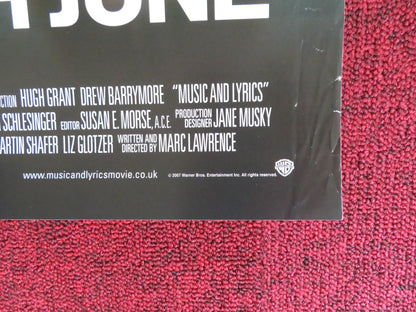 JUNE
HUGH GRANT DREW BARRYMORE "MUSIC AND LYRICS"
SCHLESINGER EDITOR SUSAN E. MORSE, A.C.E. PRODUCTION DESIGNER JANE MUSKY
MARTIN SHAFER LIZ GLOTZER WRITTEN AND DIRECTED BY MARC LAWRENCE
www.musicandlyricsmovie.co.uk
© 2007 Warner Bros. Entertainment Inc. All rights reserved.
WB